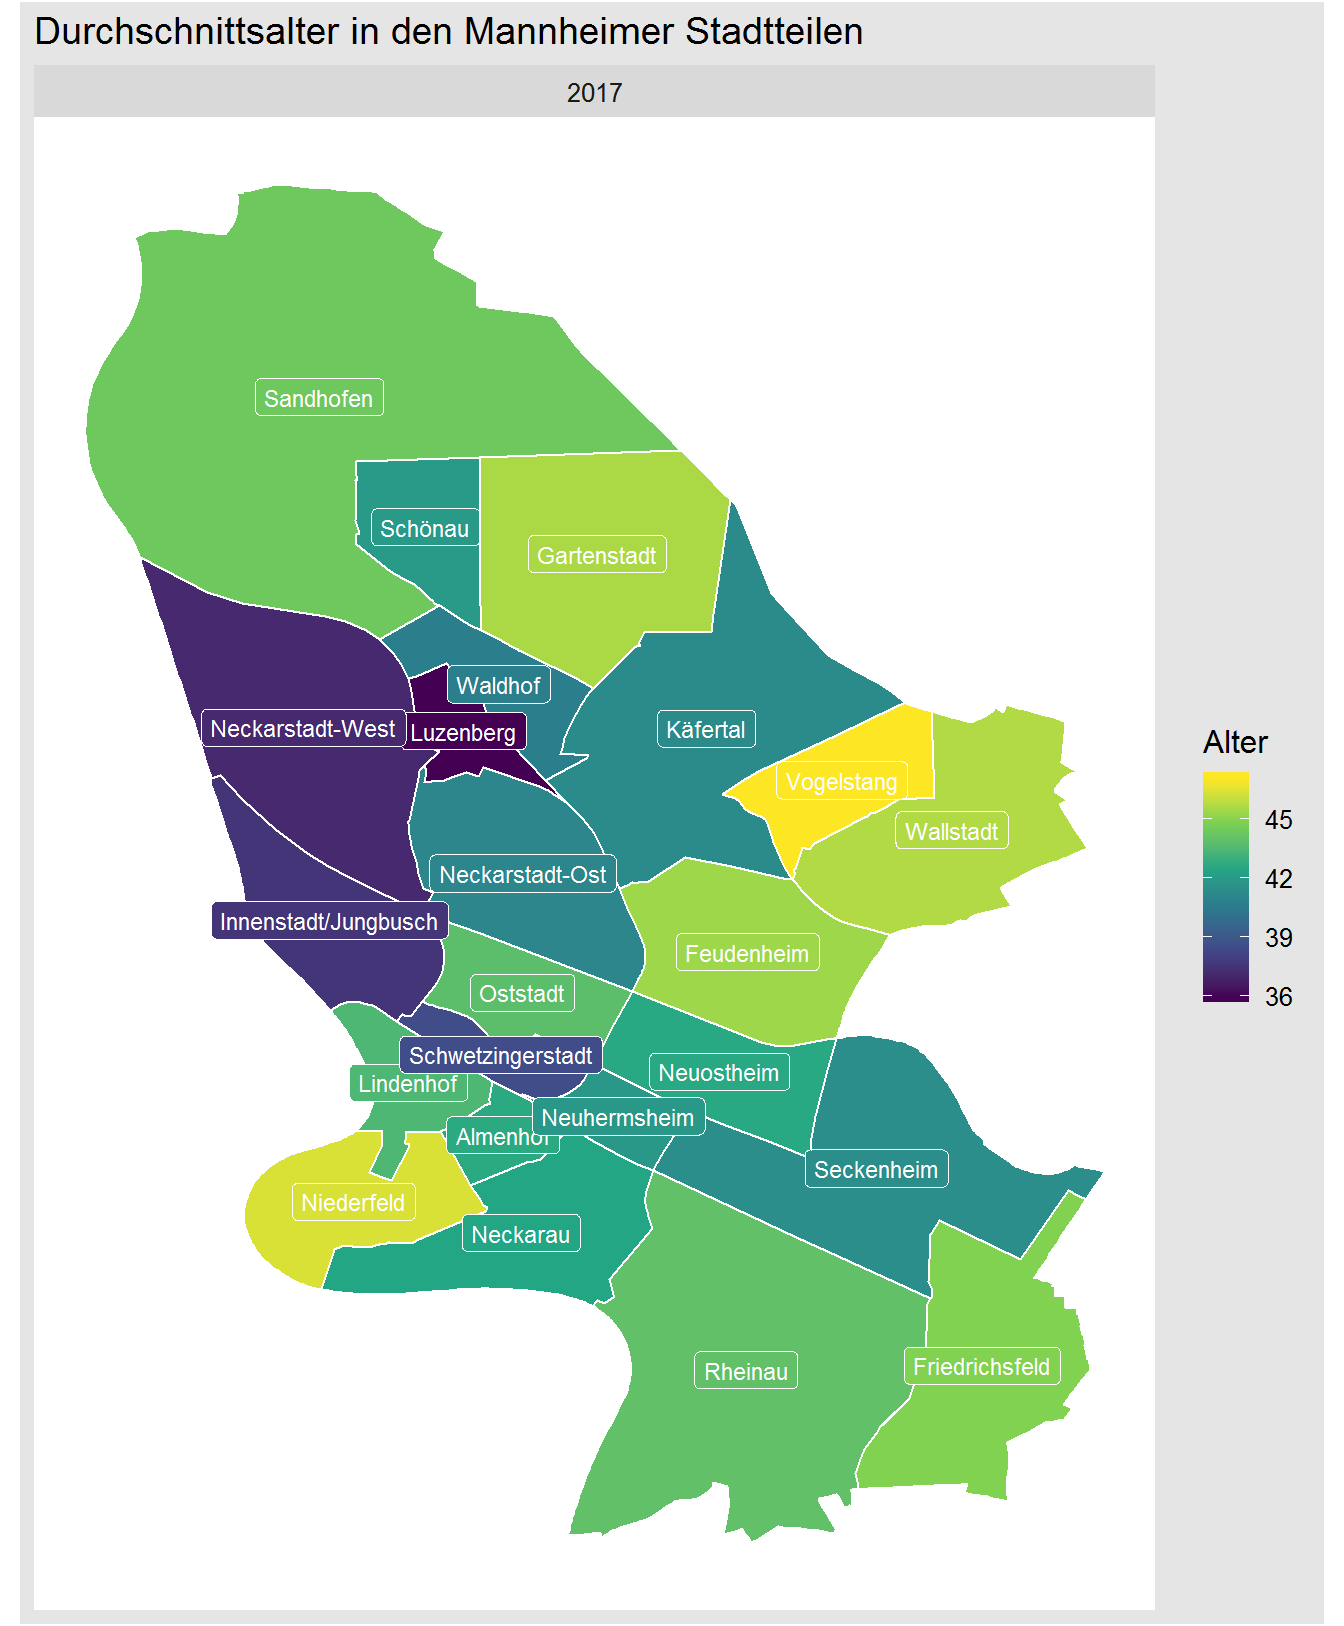 Durchschnittsalter in den Mannheimer Stadtteilen
2017
Sandhofen
Schönau
Gartenstadt
Waldhof
Neckarstadt-West
Luzenberg
Käfertal
Vogelstang
Wallstadt
Neckarstadt-Ost
Innenstadt/Jungbusch
Feudenheim
Oststadt
Schwetzingerstadt
Neuostheim
Lindenhof
Neuhermsheim
Almenhof
Seckenheim
Niederfeld
Neckarau
Rheinau
Friedrichsfeld
Alter
45
42
39
36